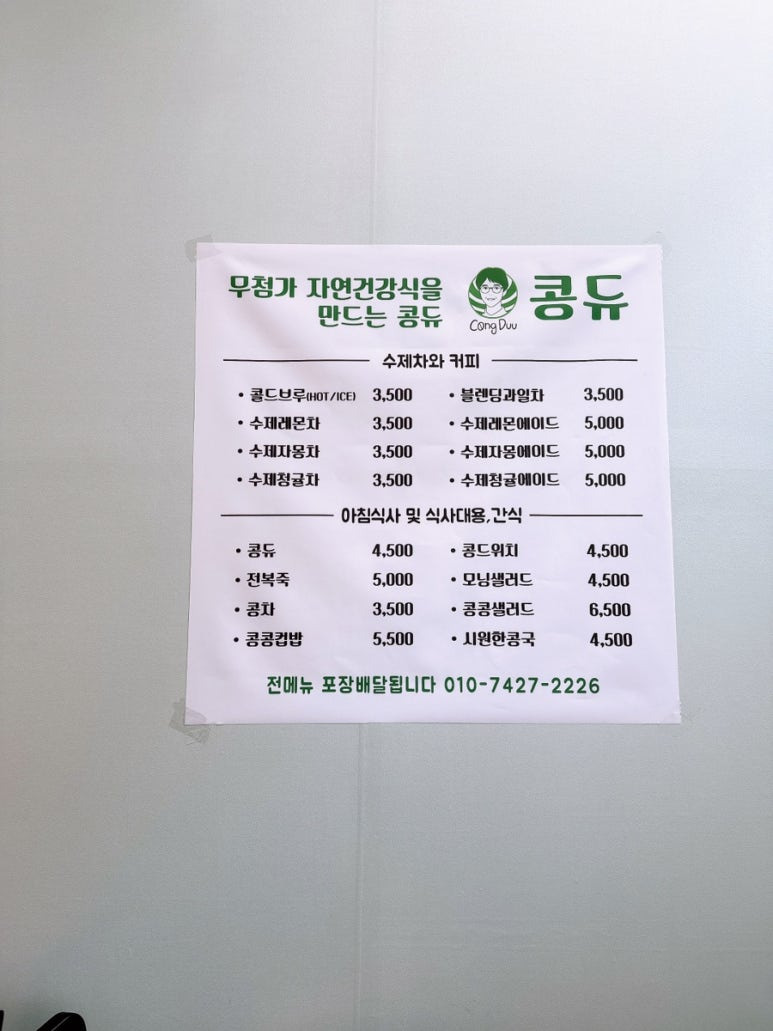 무첨가 자연건강식을
만드는 콩듀
Cong Duu
콩듀
수제차와 커피
• 콜드브루(HOT/ICE) 3,500 • 블렌딩과일차 3,500
• 수제레몬차 3,500 • 수제레몬에이드 5,000
• 수제자몽차 3,500 • 수제자몽에이드 5,000
• 수제청귤차 3,500 • 수제청귤에이드 5,000
아침식사 및 식사대용,간식
• 콩듀 4,500 • 콩드위치 4,500
• 전복죽 5,000 • 모닝샐러드 4,500
• 콩차 3,500 • 콩콩샐러드 6,500
• 콩콩컵밥 5,500 • 시원한콩국 4,500
전메뉴 포장배달됩니다 010-7427-2226